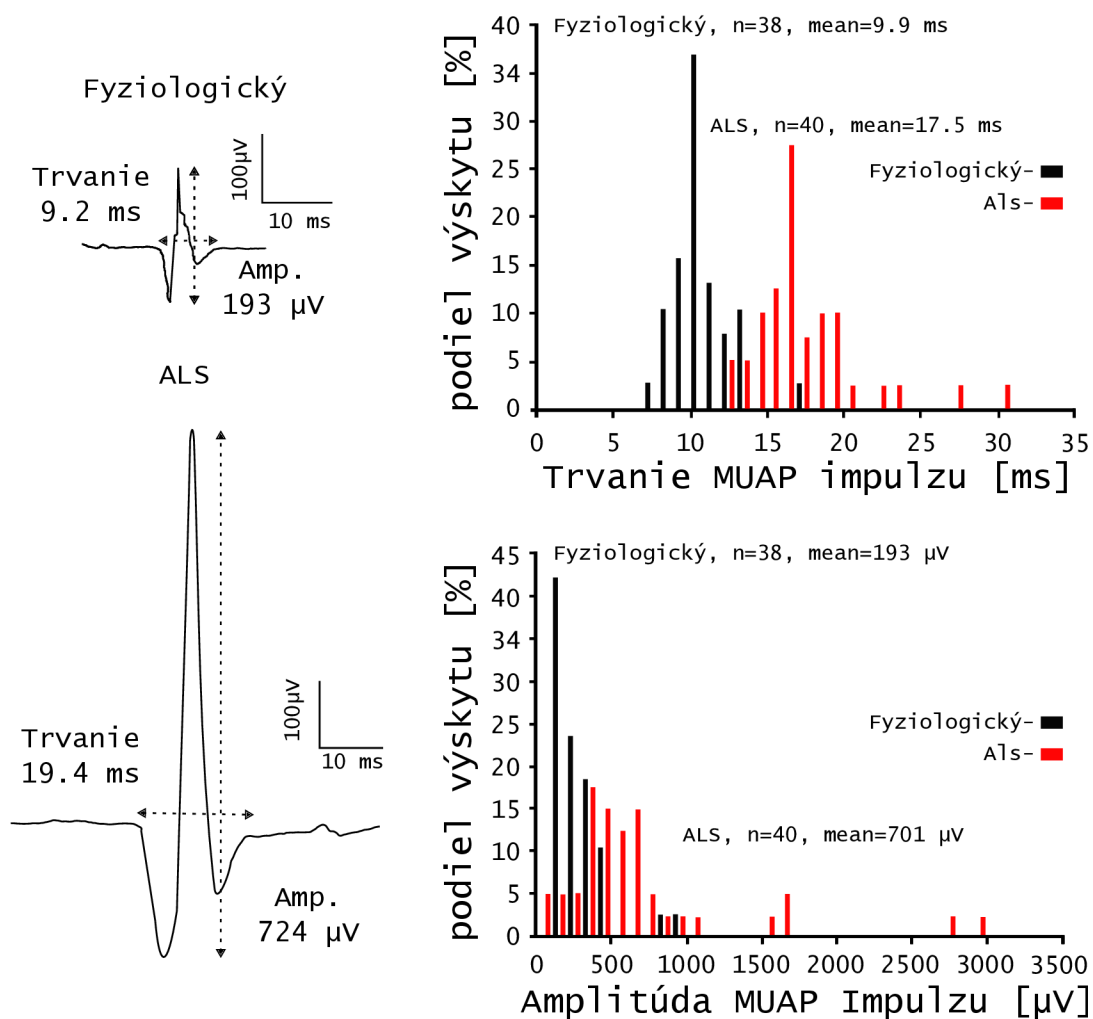 Fyziologický
100µV
10 ms
Trvanie
9.2 ms
Amp.
193 µV
ALS
100µV
10 ms
Trvanie
19.4 ms
Amp.
724 µV
podiel výskytu [%]
40
34
30
25
20
15
10
5
0
Fyziologický, n=38, mean=9.9 ms
ALS, n=40, mean=17.5 ms
Fyziologický-
Als-
0 5 10 15 20 25 30 35
Trvanie MUAP impulzu [ms]
podiel výskytu [%]
45
40
34
30
25
20
15
10
5
0
Fyziologický, n=38, mean=193 µV
Fyziologický-
Als-
ALS, n=40, mean=701 µV
0 500 1000 1500 2000 2500 3000 3500
Amplitúda MUAP Impulzu [µV]